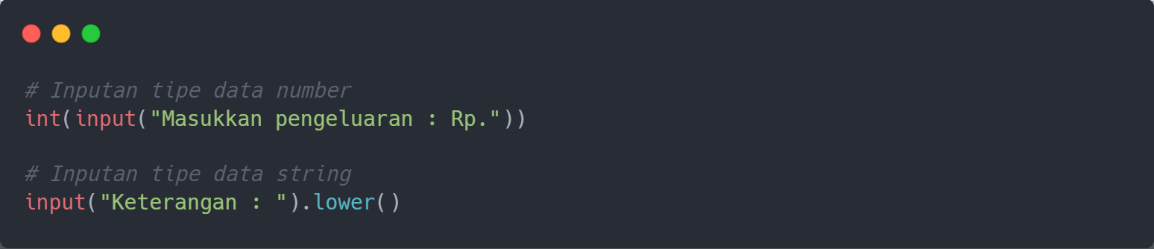 # Inputan tipe data number
int(input("Masukkan pengeluaran : Rp."))
# Inputan tipe data string
input("Keterangan : ").lower()